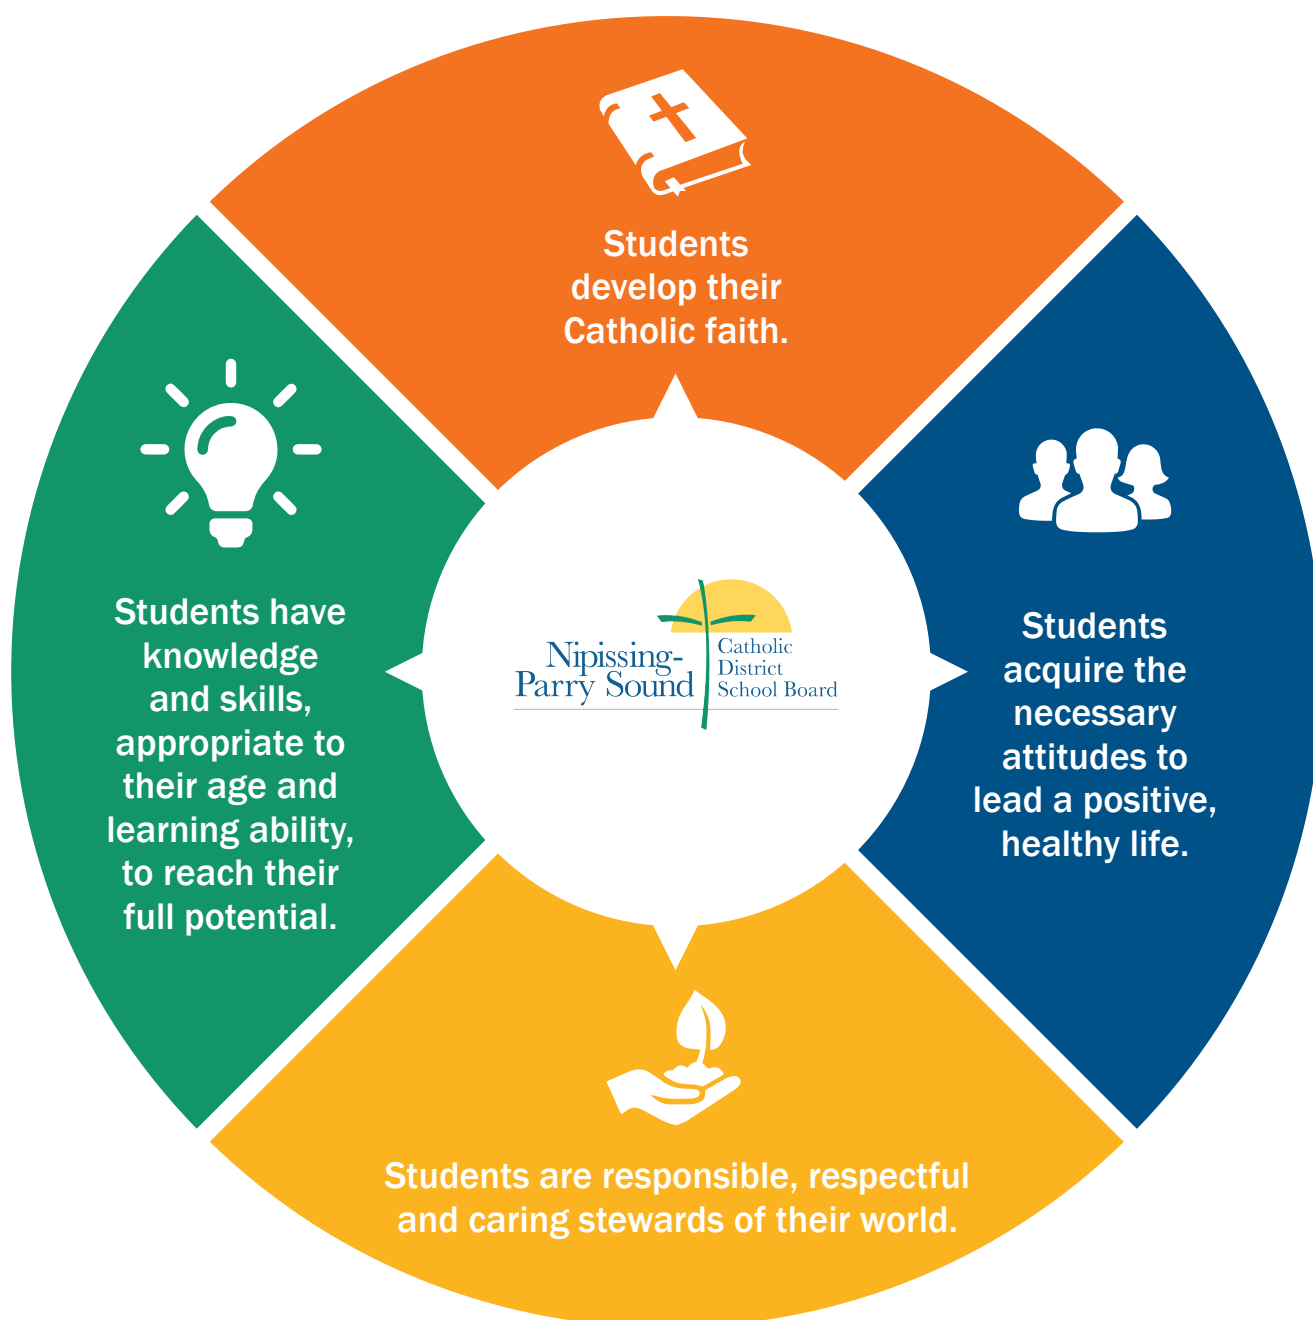 Students
develop their
Catholic faith.
Students have
knowledge
and skills,
appropriate to
their age and
learning ability,
to reach their
full potential.
Nipissing-
Parry Sound
Catholic
District
School Board
Students
acquire the
necessary
attitudes to
lead a positive,
healthy life.
Students are responsible, respectful
and caring stewards of their world.